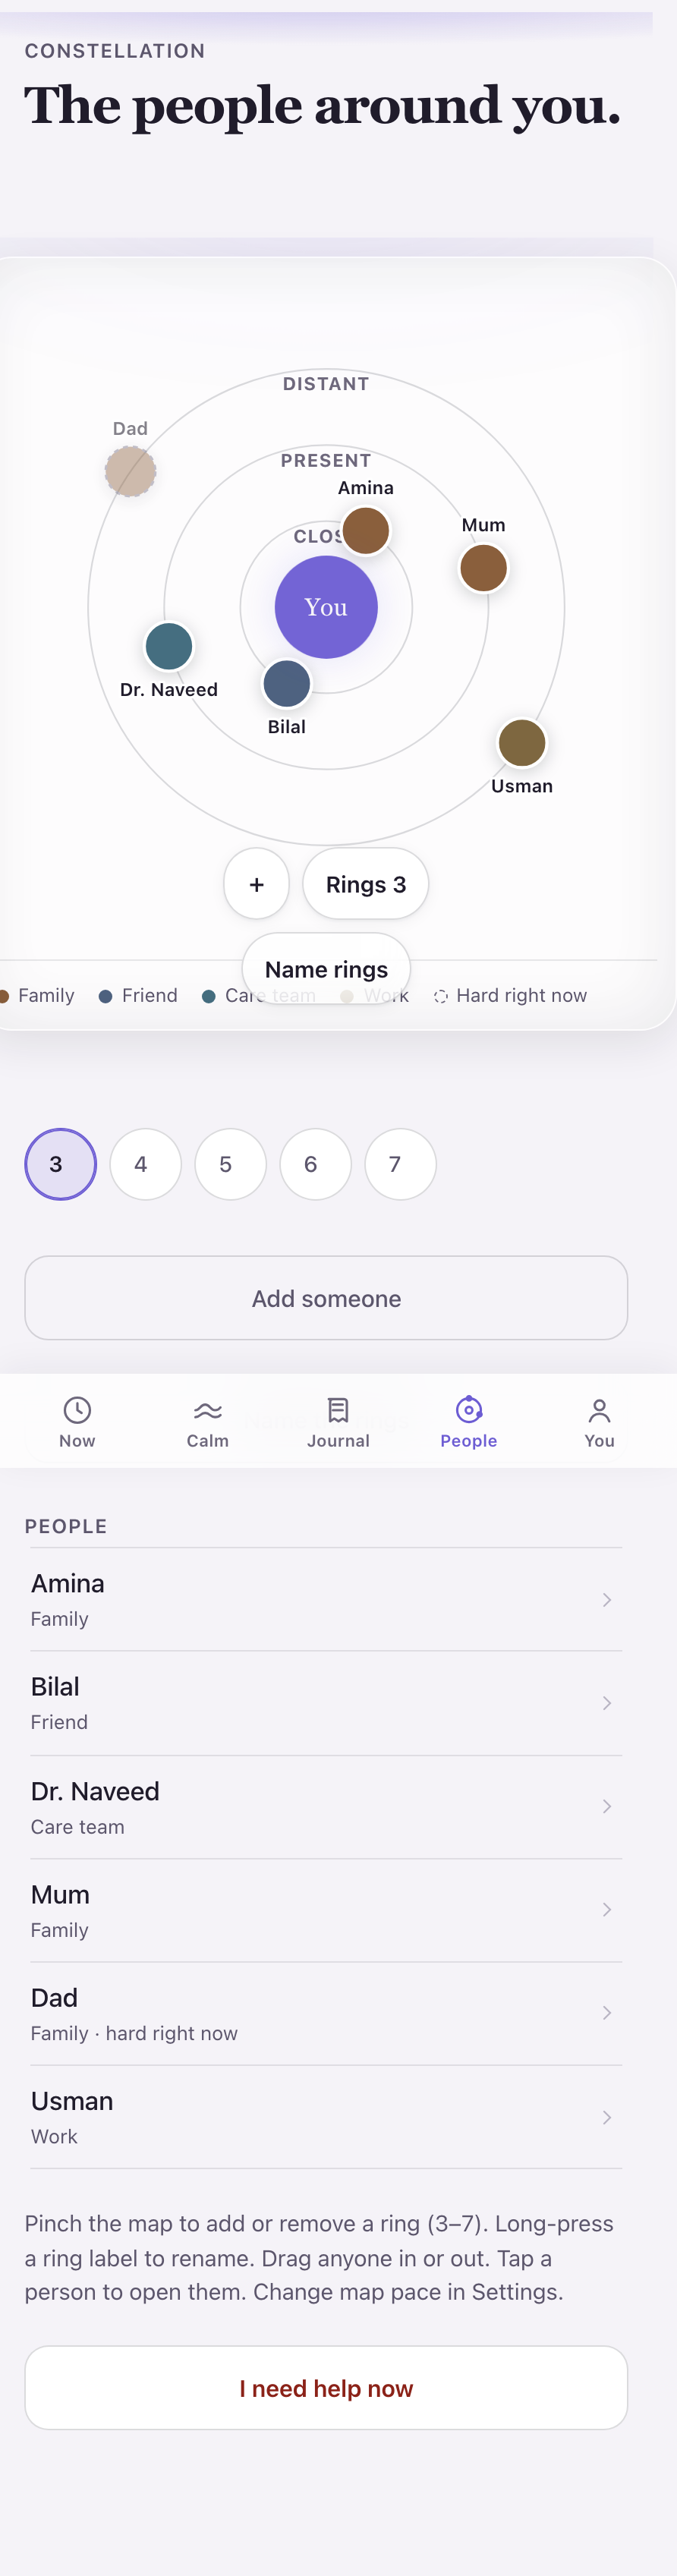 CONSTELLATION
The people around you.
DISTANT
Dad
PRESENT
Amina
Mum
CLOS
You
Dr. Naveed
Bilal
Usman
+
Rings 3
Name rings
Family
Friend
Care team
Work
Hard right now
3
4
5
6
7
Add someone
Now
Calm
Journal
People
You
PEOPLE
Amina
Family
Bilal
Friend
Dr. Naveed
Care team
Mum
Family
Dad
Family · hard right now
Usman
Work
Pinch the map to add or remove a ring (3–7). Long-press
a ring label to rename. Drag anyone in or out. Tap a
person to open them. Change map pace in Settings.
I need help now